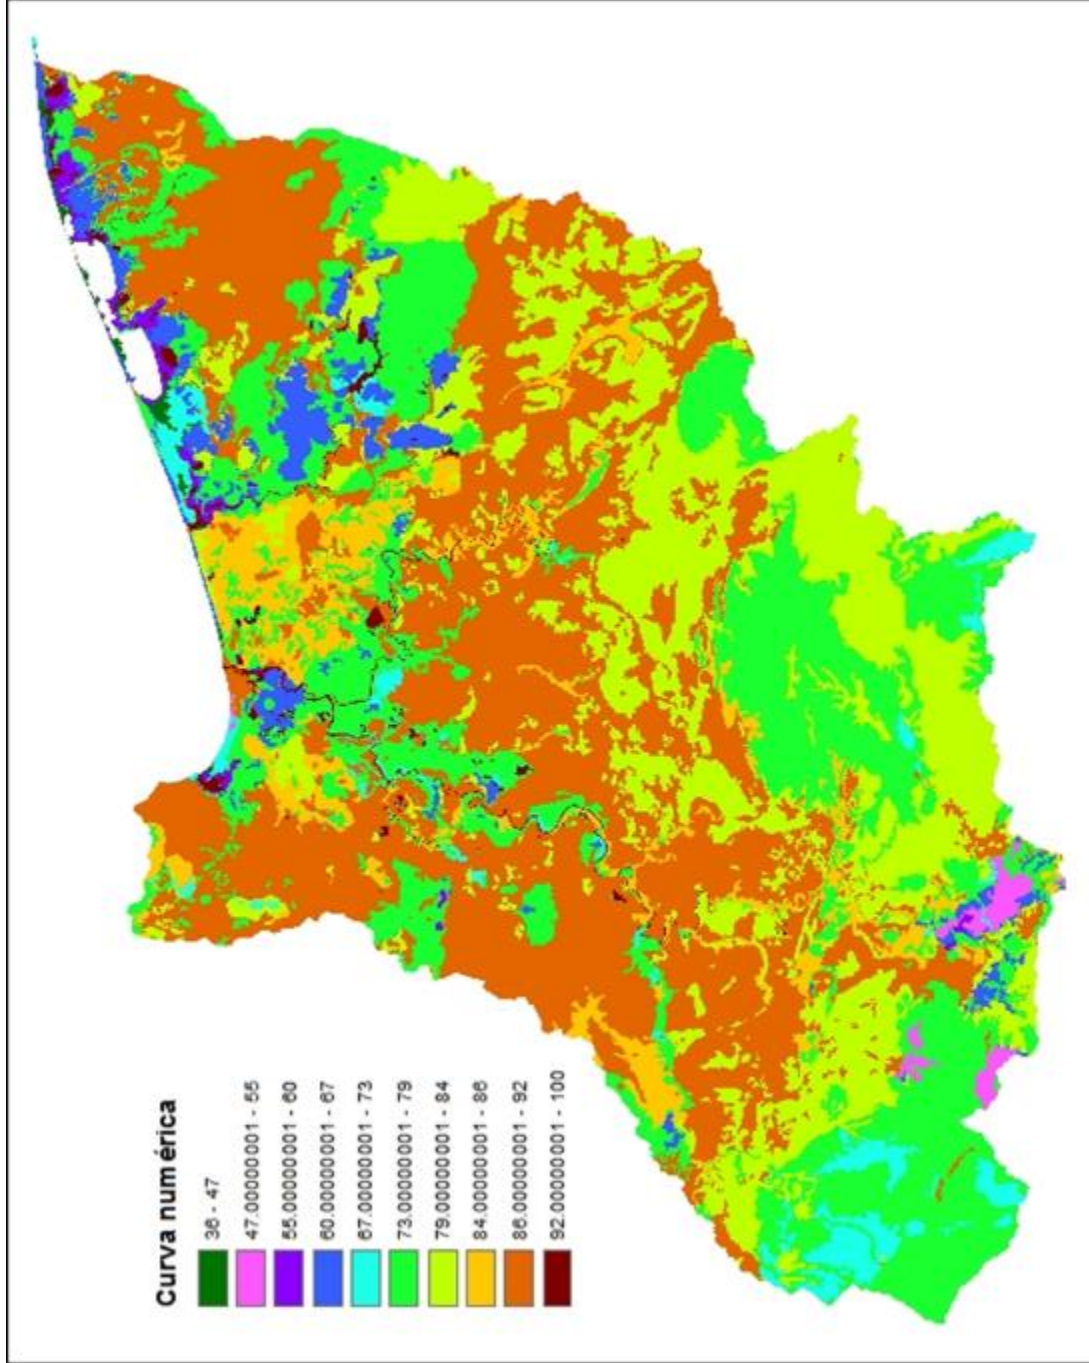 Curva numérica
36 - 47
47.00000001 - 55
55.00000001 - 60
60.00000001 - 67
67.00000001 - 73
73.00000001 - 79
79.00000001 - 84
84.00000001 - 86
86.00000001 - 92
92.00000001 - 100